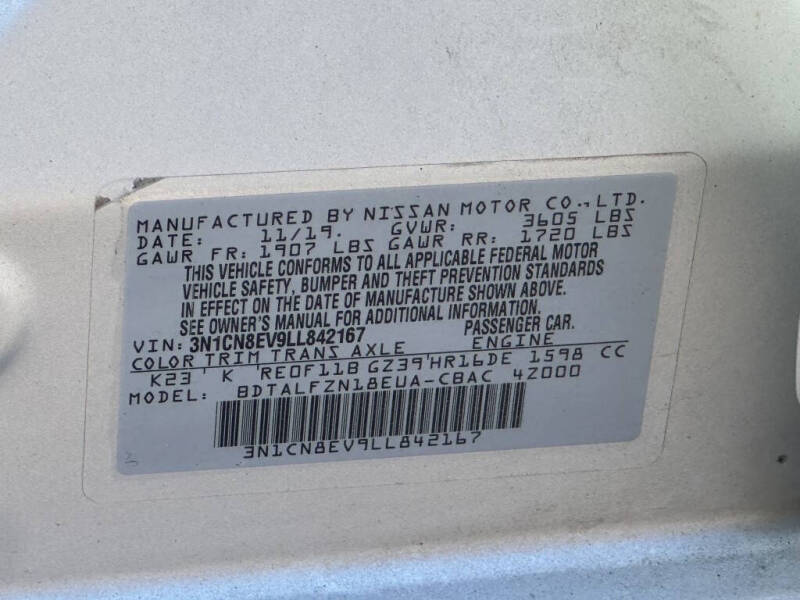 MANUFACTURED BY NISSAN MOTOR CO., LTD.
DATE: 11/19. GVWR: 3605 LBS
GAWR FR: 1907 LBS GAWR RR: 1720 LBS
THIS VEHICLE CONFORMS TO ALL APPLICABLE FEDERAL MOTOR
VEHICLE SAFETY, BUMPER AND THEFT PREVENTION STANDARDS
IN EFFECT ON THE DATE OF MANUFACTURE SHOWN ABOVE.
SEE OWNER'S MANUAL FOR ADDITIONAL INFORMATION.
VIN: 3N1CN8EV9LL842167 PASSENGER CAR.
COLOR TRIM TRANS AXLE ENGINE
K23 ' K 'RE0F11B GZ39'HR16DE 1598 CC
MODEL: BDTALFZN18EUA-CBAC 4Z000
3N1CN8EV9LL842167